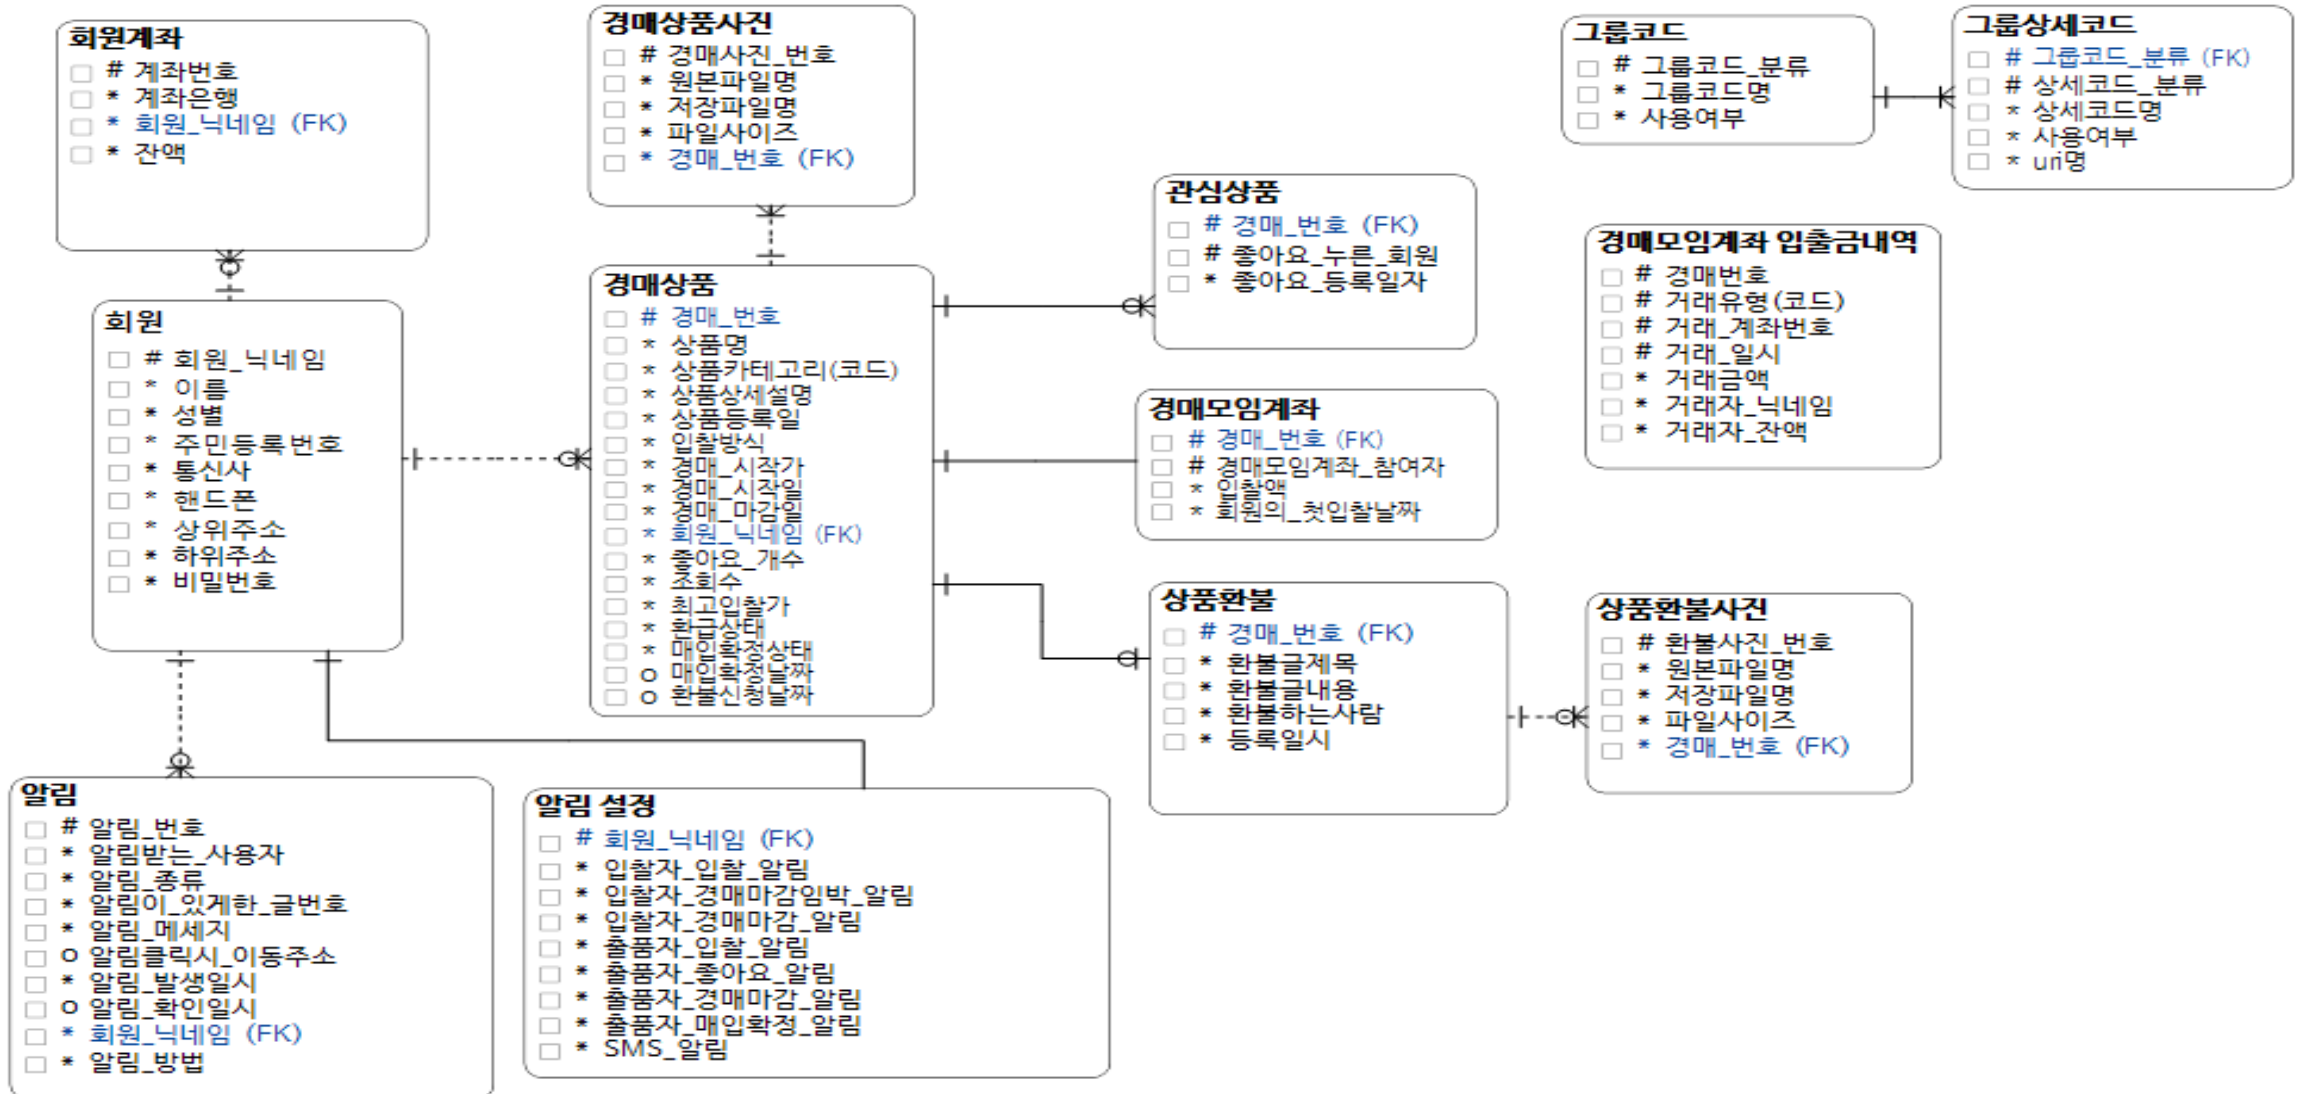 회원계좌
# 계좌번호
* 계좌은행
* 회원_닉네임 (FK)
* 잔액
경매상품사진
# 경매사진_번호
* 원본파일명
* 저장파일명
* 파일사이즈
* 경매_번호 (FK)
그룹코드
# 그룹코드_분류
* 그룹코드명
* 사용여부
그룹상세코드
# 그룹코드_분류 (FK)
# 상세코드_분류
* 상세코드명
* 사용여부
* uri명
관심상품
# 경매_번호 (FK)
# 좋아요_누른_회원
* 좋아요_등록일자
경매모임계좌 입출금내역
# 경매번호
# 거래유형(코드)
# 거래_계좌번호
# 거래_일시
* 거래금액
* 거래자_닉네임
* 거래자_잔액
회원
# 회원_닉네임
* 이름
* 성별
* 주민등록번호
* 통신사
* 핸드폰
* 상위주소
* 하위주소
* 비밀번호
경매상품
# 경매_번호
* 상품명
* 상품카테고리(코드)
* 상품상세설명
* 상품등록일
* 입찰방식
* 경매_시작가
* 경매_시작일
* 경매_마감일
* 회원_닉네임 (FK)
* 좋아요_개수
* 조회수
* 최고입찰가
* 환급상태
* 매입확정상태
o 매입확정날짜
o 환불신청날짜
경매모임계좌
# 경매_번호 (FK)
# 경매모임계좌_참여자
* 입찰액
* 회원의_첫입찰날짜
상품환불
# 경매_번호 (FK)
* 환불글제목
* 환불글내용
* 환불하는사람
* 등록일시
상품환불사진
# 환불사진_번호
* 원본파일명
* 저장파일명
* 파일사이즈
* 경매_번호 (FK)
알림
# 알림_번호
* 알림받는_사용자
* 알림_종류
* 알림이_있게한_글번호
* 알림_메세지
o 알림클릭시_이동주소
* 알림_발생일시
o 알림_확인일시
* 회원_닉네임 (FK)
* 알림_방법
알림 설정
# 회원_닉네임 (FK)
* 입찰자_입찰_알림
* 입찰자_경매마감임박_알림
* 입찰자_경매마감_알림
* 출품자_입찰_알림
* 출품자_좋아요_알림
* 출품자_경매마감_알림
* 출품자_매입확정_알림
* SMS_알림